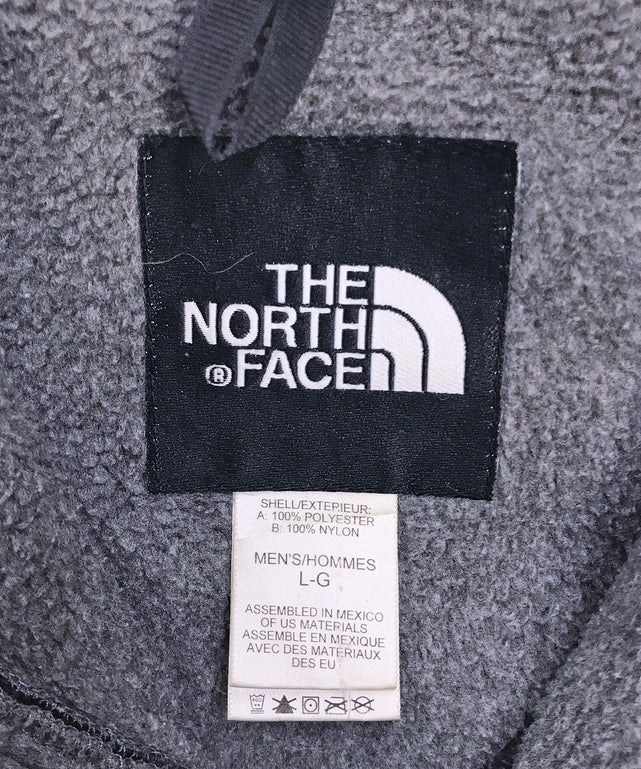 THE
NORTH
® FACE
SHELL/EXTERIEUR:
A: 100% POLYESTER
B: 100% NYLON
MEN'S/HOMMES
L-G
ASSEMBLED IN MEXICO
OF US MATERIALS
ASSEMBLE EN MEXIQUE
AVEC DES MATERIAUX
DES EU